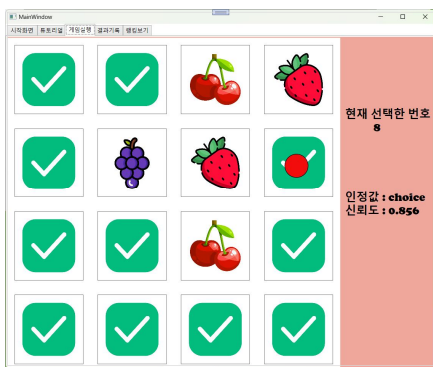 MainWindow
시작화면 튜토리얼 게임실행 결과기록 랭킹보기
현재 선택한 번호
8
인정값 : choice
신뢰도 : 0.856